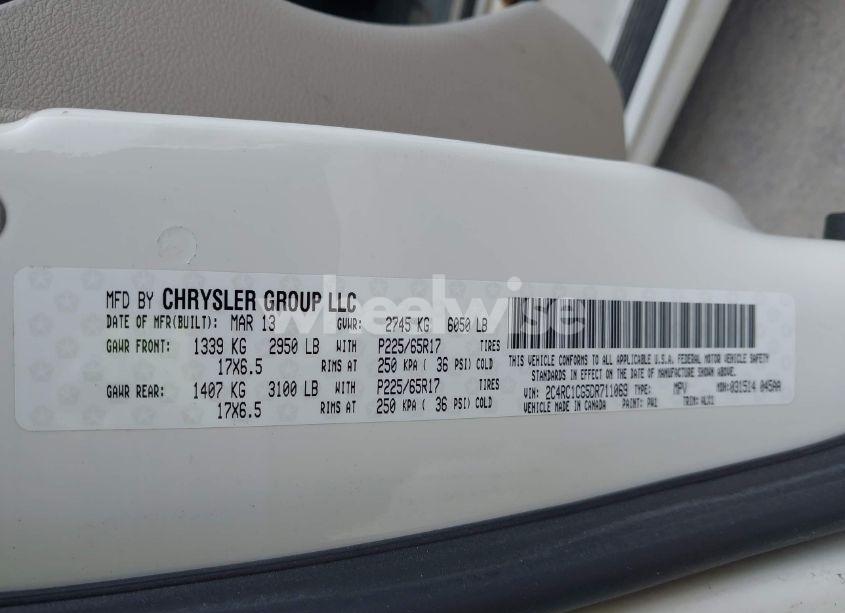 MFD BY CHRYSLER GROUP LLC
DATE OF MFR(BUILT): MAR 13 GVWR: 2745 KG 6050 LB
GAWR FRONT: 1339 KG 2950 LB WITH P225/65R17 TIRES
17X6.5 RIMS AT 250 KPA ( 36 PSI) COLD
GAWR REAR: 1407 KG 3100 LB WITH P225/65R17 TIRES
17X6.5 RIMS AT 250 KPA ( 36 PSI) COLD
THIS VEHICLE CONFORMS TO ALL APPLICABLE U.S.A. FEDERAL MOTOR VEHICLE SAFETY
STANDARDS IN EFFECT ON THE DATE OF MANUFACTURE SHOWN ABOVE.
VIN: 2C4RC1CG5DR711069 TYPE: MPV MDH: 031514 045AA
VEHICLE MADE IN CANADA PAINT: PW1 TRIM:
wheelwise